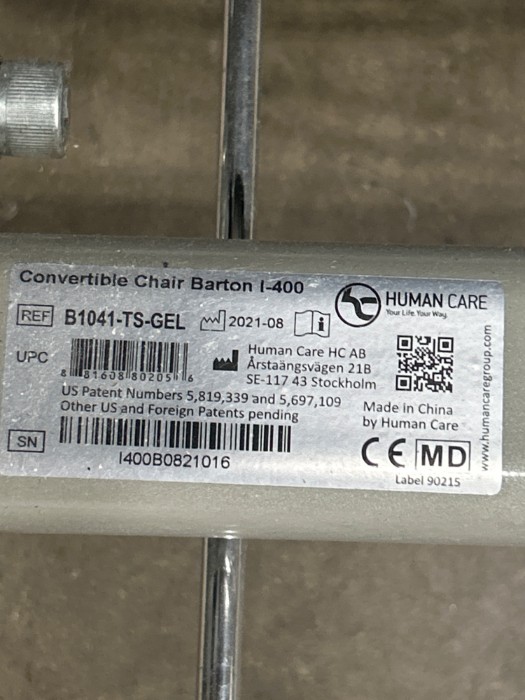 Convertible Chair Barton I-400
HUMAN CARE
Your Life. Your Way.
REF B1041-TS-GEL 2021-08
UPC
8 81608 80205 6
Human Care HC AB
Årstaängsvägen 21B
SE-117 43 Stockholm
US Patent Numbers 5,819,339 and 5,697,109
Other US and Foreign Patents pending
Made in China
by Human Care
SN
I400B0821016
CE MD
Label 90215
www.humancaregroup.com